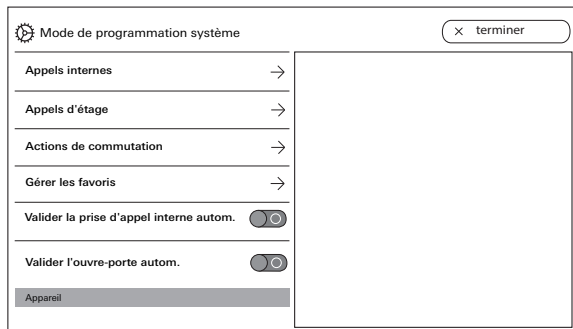 Mode de programmation système
× terminer
Appels internes
Appels d'étage
Actions de commutation
Gérer les favoris
Valider la prise d'appel interne autom.
Valider l'ouvre-porte autom.
Appareil